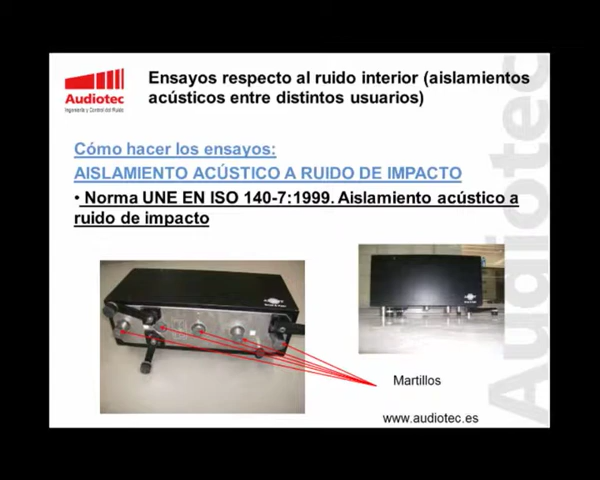 Ensayos respecto al ruido interior (aislamientos
acústicos entre distintos usuarios)
Audiotec
Ingeniería y Control del Ruido
Cómo hacer los ensayos:
AISLAMIENTO ACÚSTICO A RUIDO DE IMPACTO
• Norma UNE EN ISO 140-7:1999. Aislamiento acústico a
ruido de impacto
Martillos
www.audiotec.es
Audiotec